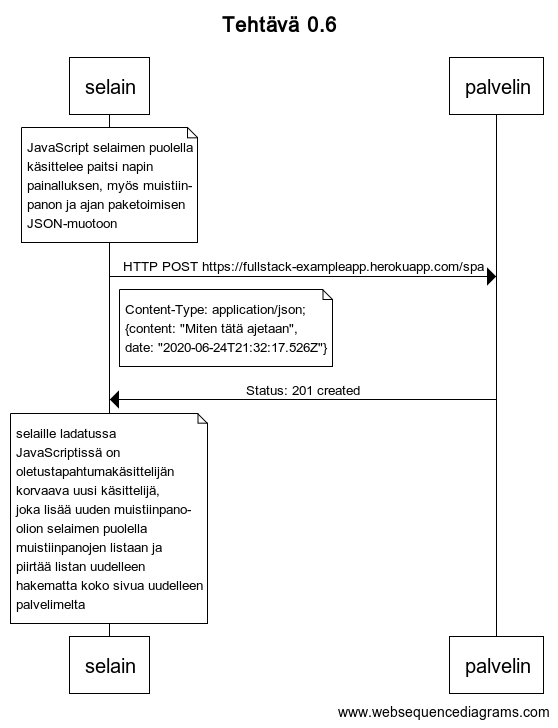 Tehtävä 0.6
selain
palvelin
JavaScript selaimen puolella
käsittelee paitsi napin
painalluksen, myös muistiin-
panon ja ajan paketoimisen
JSON-muotoon
HTTP POST https://fullstack-exampleapp.herokuapp.com/spa
Content-Type: application/json;
{content: "Miten tätä ajetaan",
date: "2020-06-24T21:32:17.526Z"}
Status: 201 created
selaille ladatussa
JavaScriptissä on
oletustapahtumakäsittelijän
korvaava uusi käsittelijä,
joka lisää uuden muistiinpano-
olion selaimen puolella
muistiinpanojen listaan ja
piirtää listan uudelleen
hakematta koko sivua uudelleen
palvelimelta
selain
palvelin
www.websequencediagrams.com